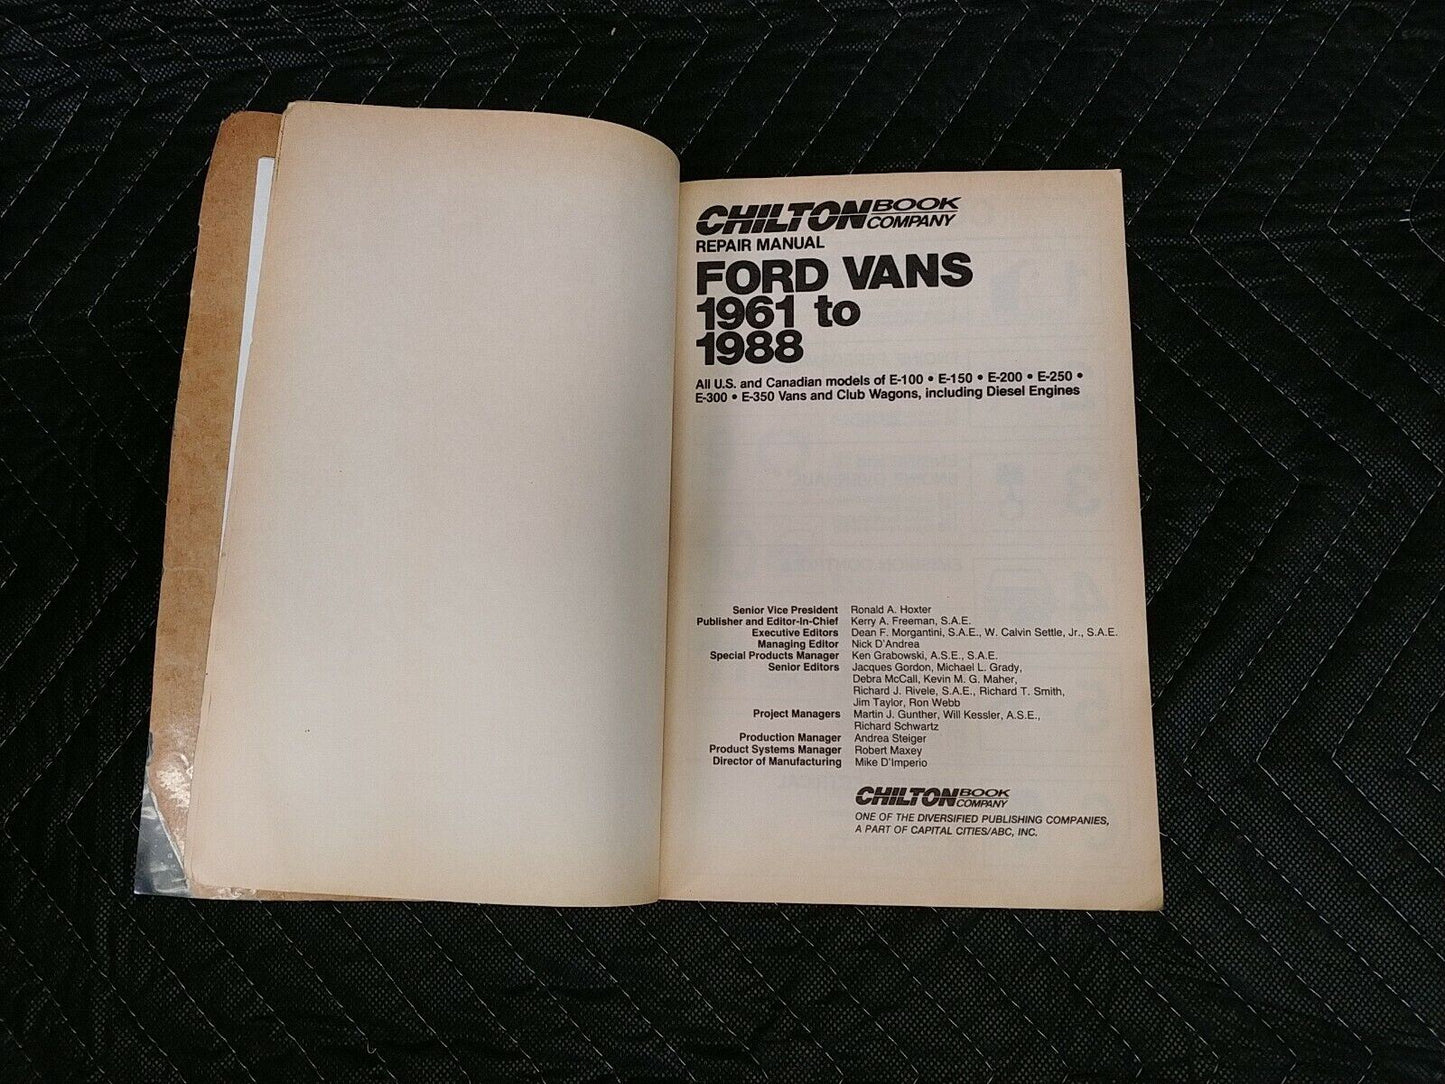 CHILTON BOOK COMPANY
REPAIR MANUAL
FORD VANS
1961 to
1988
All U.S. and Canadian models of E-100 • E-150 • E-200 • E-250 •
E-300 • E-350 Vans and Club Wagons, including Diesel Engines
Senior Vice President Ronald A. Hoxter
Publisher and Editor-In-Chief Kerry A. Freeman, S.A.E.
Executive Editors Dean F. Morgantini, S.A.E., W. Calvin Settle, Jr., S.A.E.
Managing Editor Nick D'Andrea
Special Products Manager Ken Grabowski, A.S.E., S.A.E.
Senior Editors Jacques Gordon, Michael L. Grady,
Debra McCall, Kevin M. G. Maher,
Richard J. Rivele, S.A.E., Richard T. Smith,
Jim Taylor, Ron Webb
Project Managers Martin J. Gunther, Will Kessler, A.S.E.,
Richard Schwartz
Production Manager Andrea Steiger
Product Systems Manager Robert Maxey
Director of Manufacturing Mike D'Imperio
CHILTON BOOK COMPANY
ONE OF THE DIVERSIFIED PUBLISHING COMPANIES,
A PART OF CAPITAL CITIES/ABC, INC.